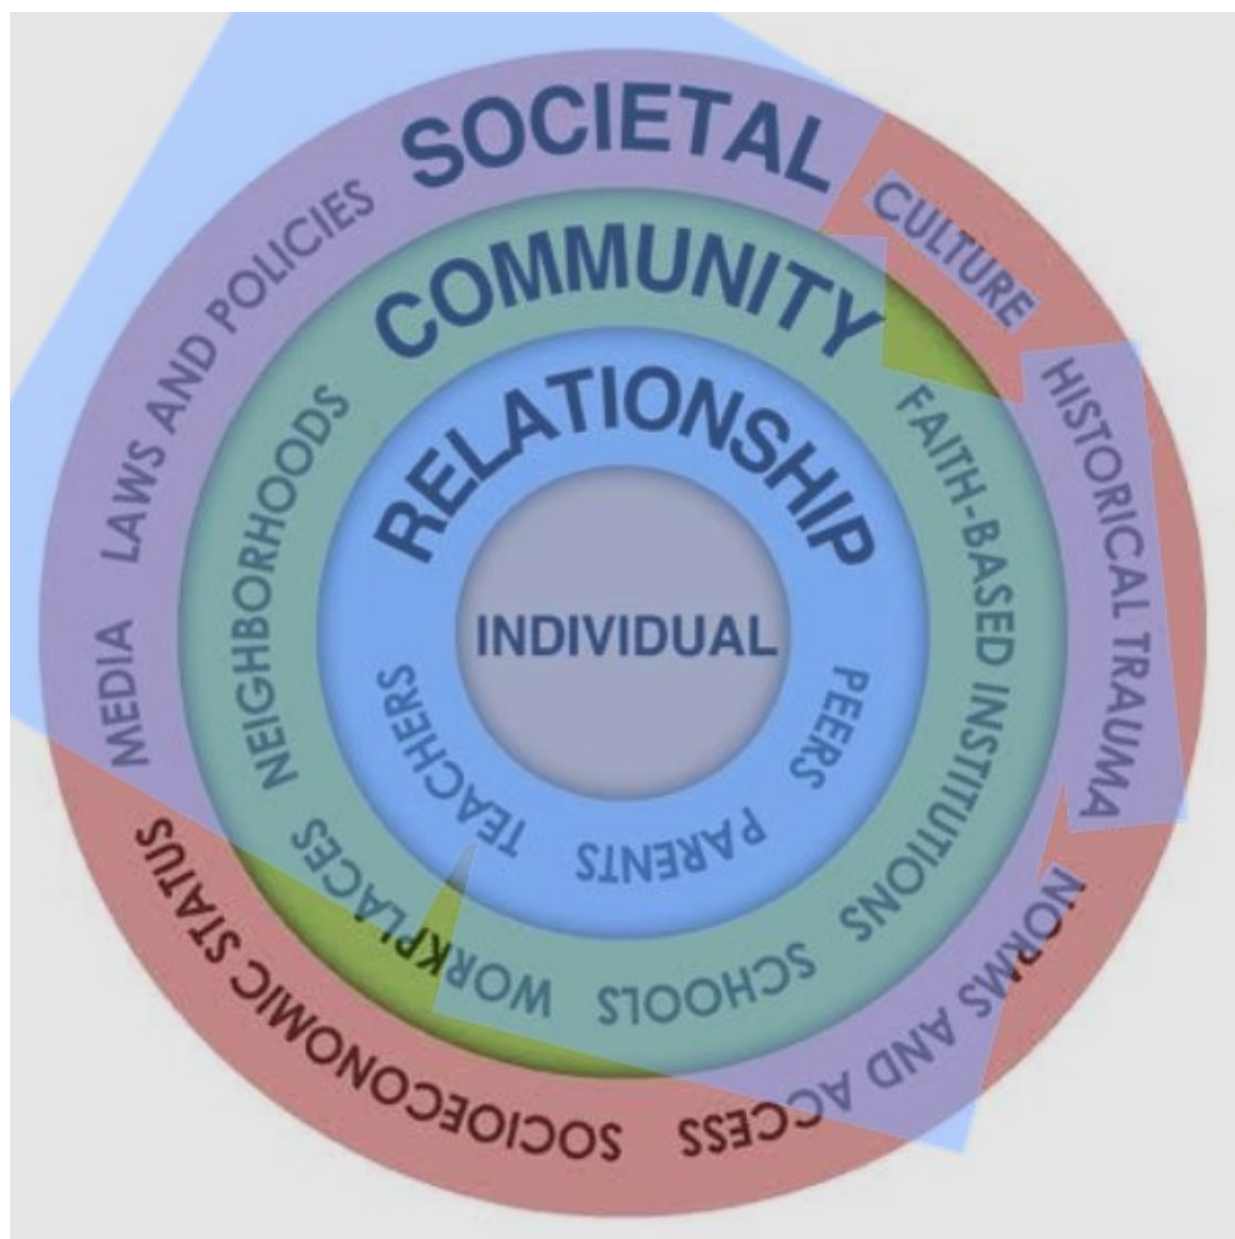 SOCIETAL
CULTURE
HISTORICAL TRAUMA
NORMS AND ACCESS
SOCIOECONOMIC STATUS
MEDIA
LAWS AND POLICIES
COMMUNITY
FAITH-BASED INSTITUTIONS
SCHOOLS
WORKPLACES
NEIGHBORHOODS
RELATIONSHIP
PEERS
PARENTS
TEACHERS
INDIVIDUAL